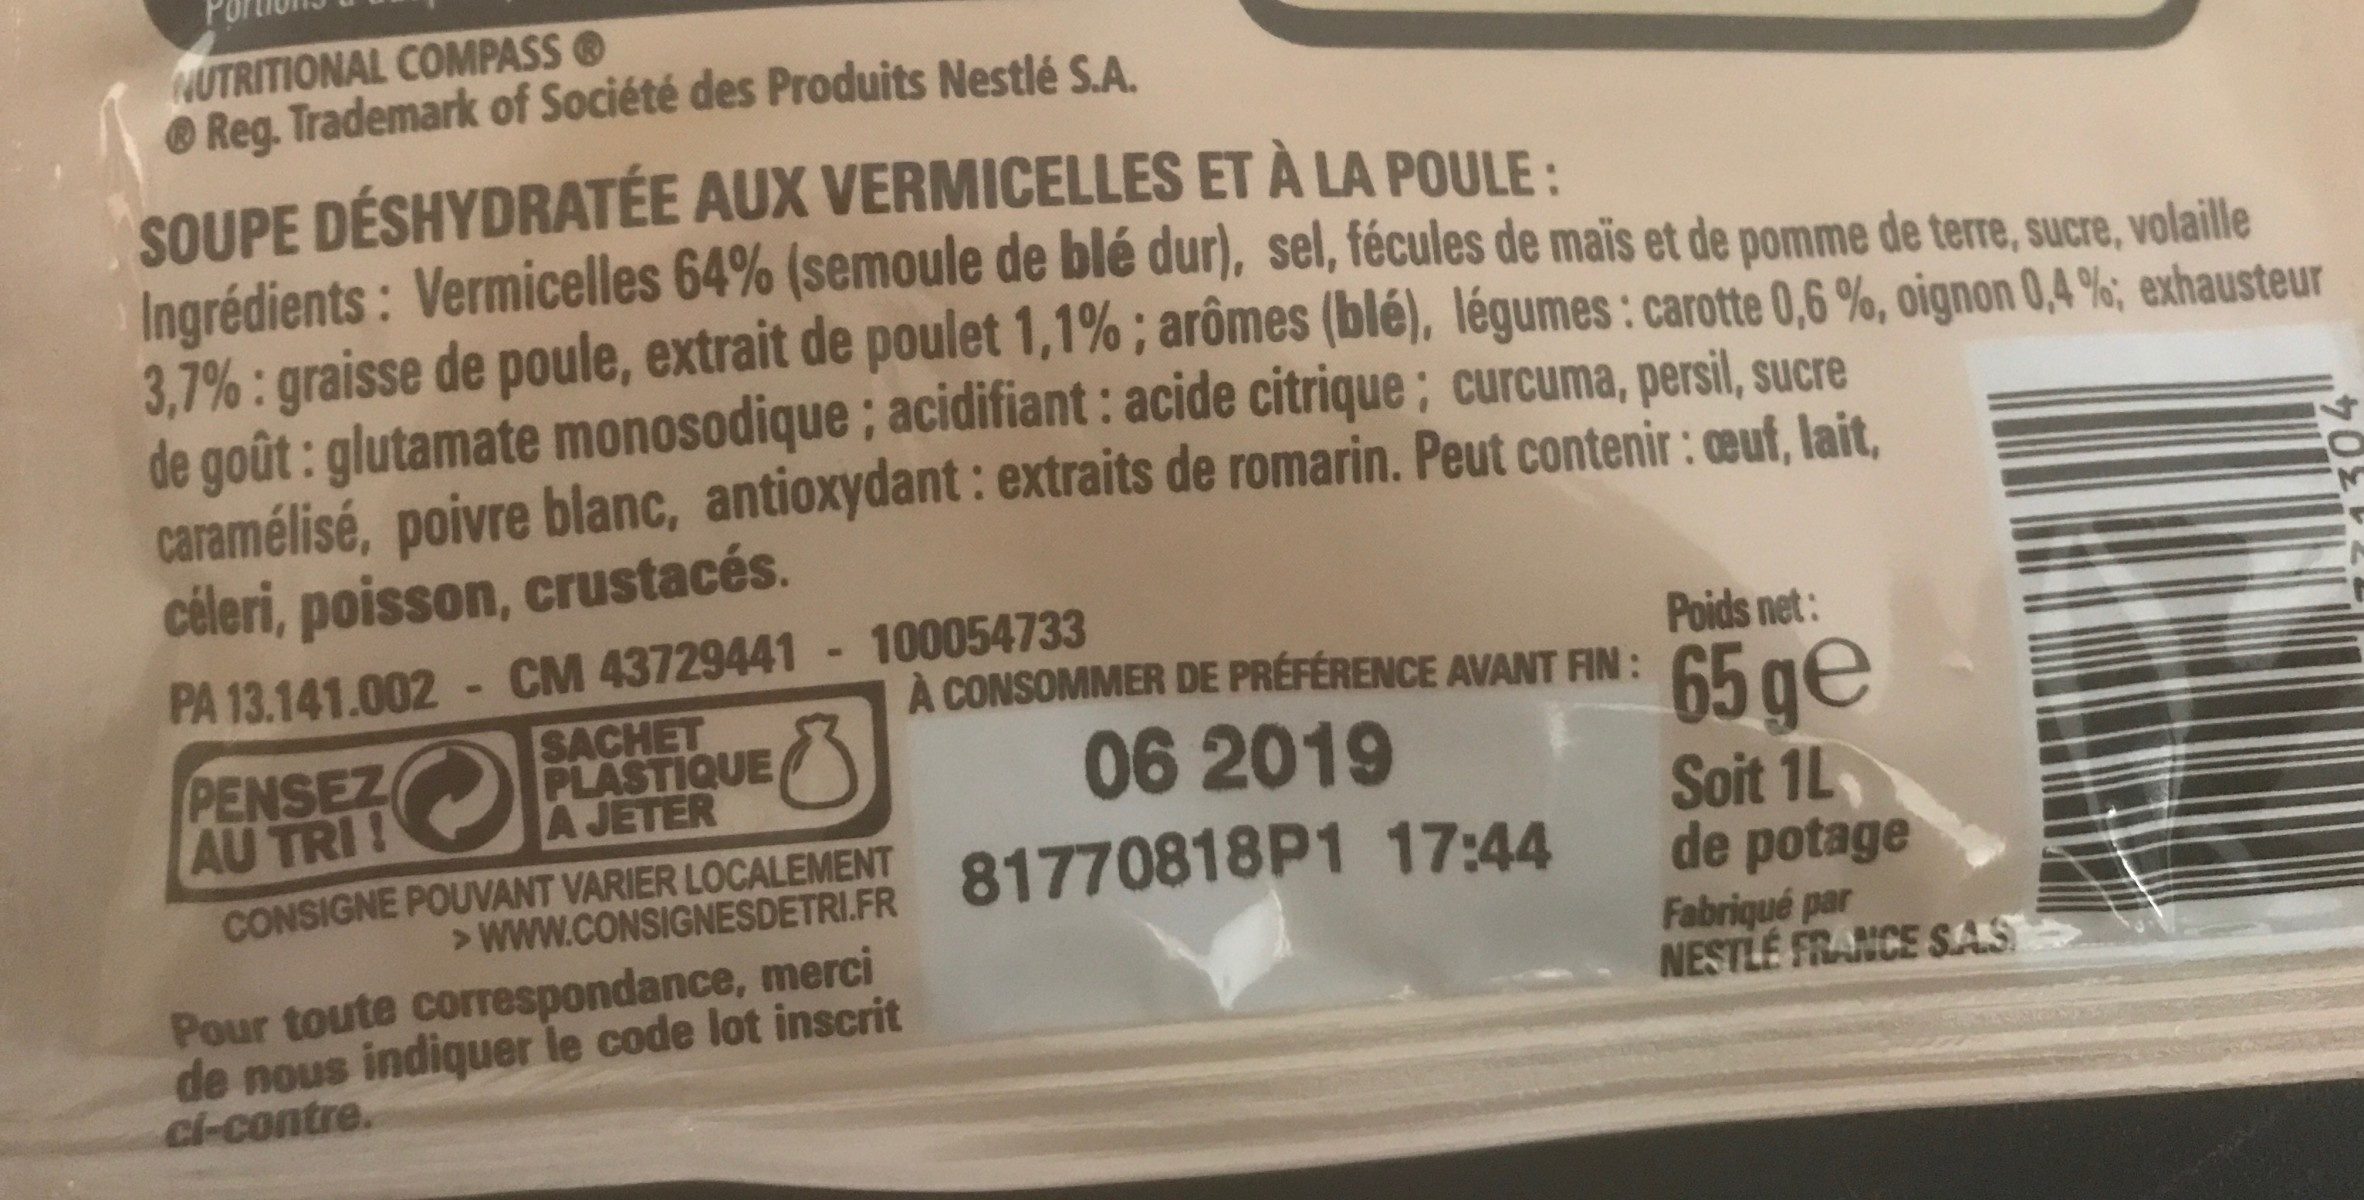 NUTRITIONAL COMPASS ®
® Reg. Trademark of Société des Produits Nestlé S.A.
SOUPE DÉSHYDRATÉE AUX VERMICELLES ET À LA POULE :
Ingrédients : Vermicelles 64% (semoule de blé dur), sel, fécules de maïs et de pomme de terre, sucre, volaille
3,7% : graisse de poule, extrait de poulet 1,1% ; arômes (blé), légumes : carotte 0,6 %, oignon 0,4 %; exhausteur
de goût : glutamate monosodique ; acidifiant : acide citrique ; curcuma, persil, sucre
caramélisé, poivre blanc, antioxydant : extraits de romarin. Peut contenir : œuf, lait,
céleri, poisson, crustacés.
PA 13.141.002 - CM 43729441 - 100054733
PENSEZ
AU TRI !
SACHET
PLASTIQUE
À JETER
CONSIGNE POUVANT VARIER LOCALEMENT
> WWW.CONSIGNESDETRI.FR
Pour toute correspondance, merci
de nous indiquer le code lot inscrit
ci-contre.
À CONSOMMER DE PRÉFÉRENCE AVANT FIN :
06 2019
81770818P1 17:44
Poids net :
65 g e
Soit 1L
de potage
Fabriqué par
NESTLÉ FRANCE S.A.S.